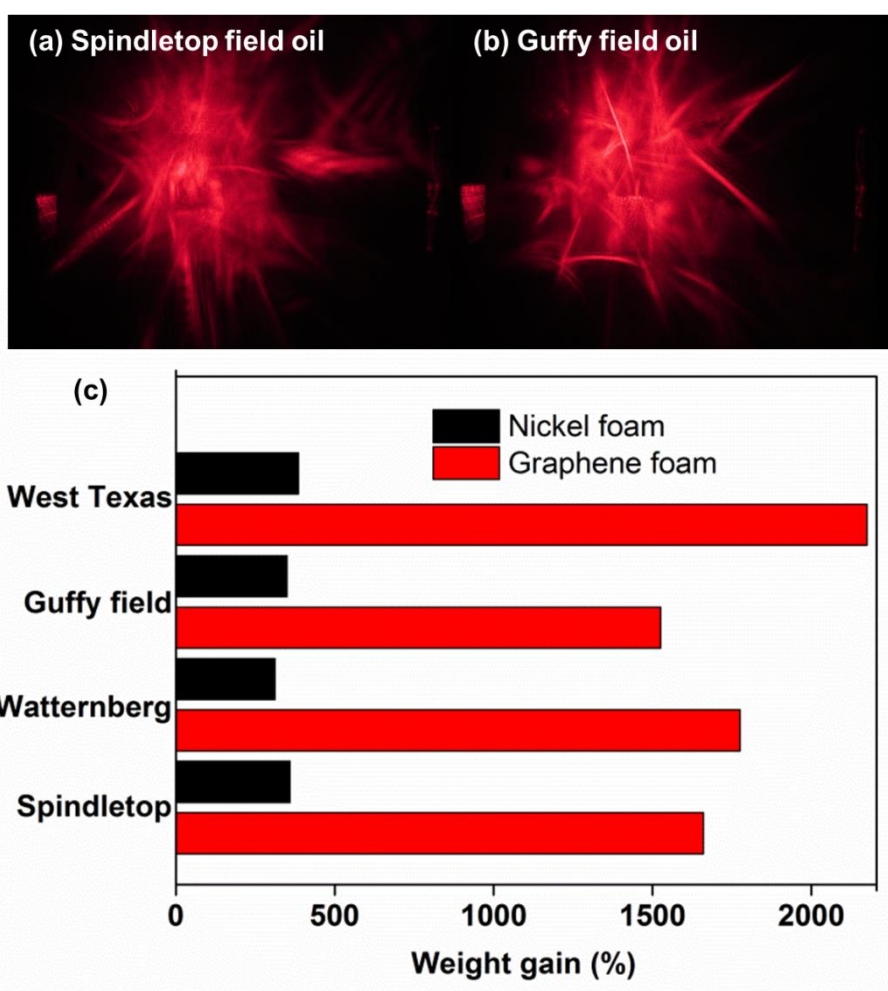 (a) Spindletop field oil
(b) Guffy field oil
(c)
Nickel foam
Graphene foam
West Texas
Guffy field
Watternberg
Spindletop
0 500 1000 1500 2000
Weight gain (%)